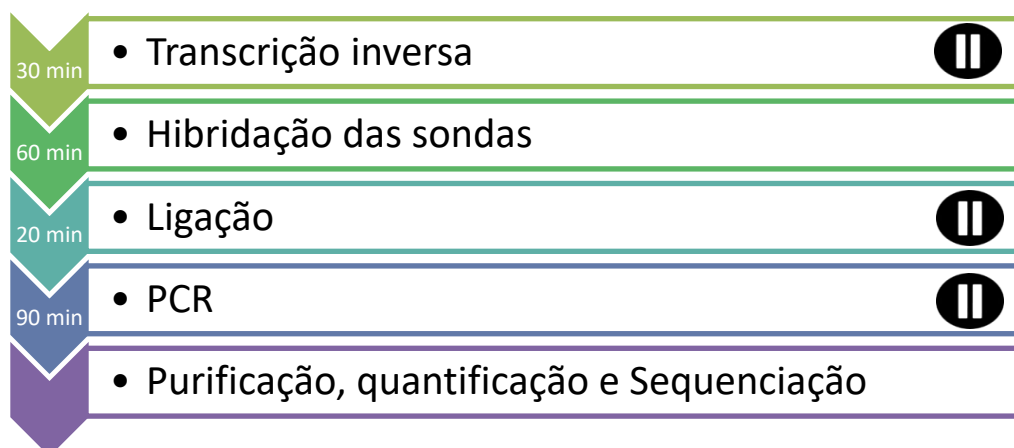 30 min
• Transcrição inversa
60 min
• Hibridação das sondas
20 min
• Ligação
90 min
• PCR
• Purificação, quantificação e Sequenciação